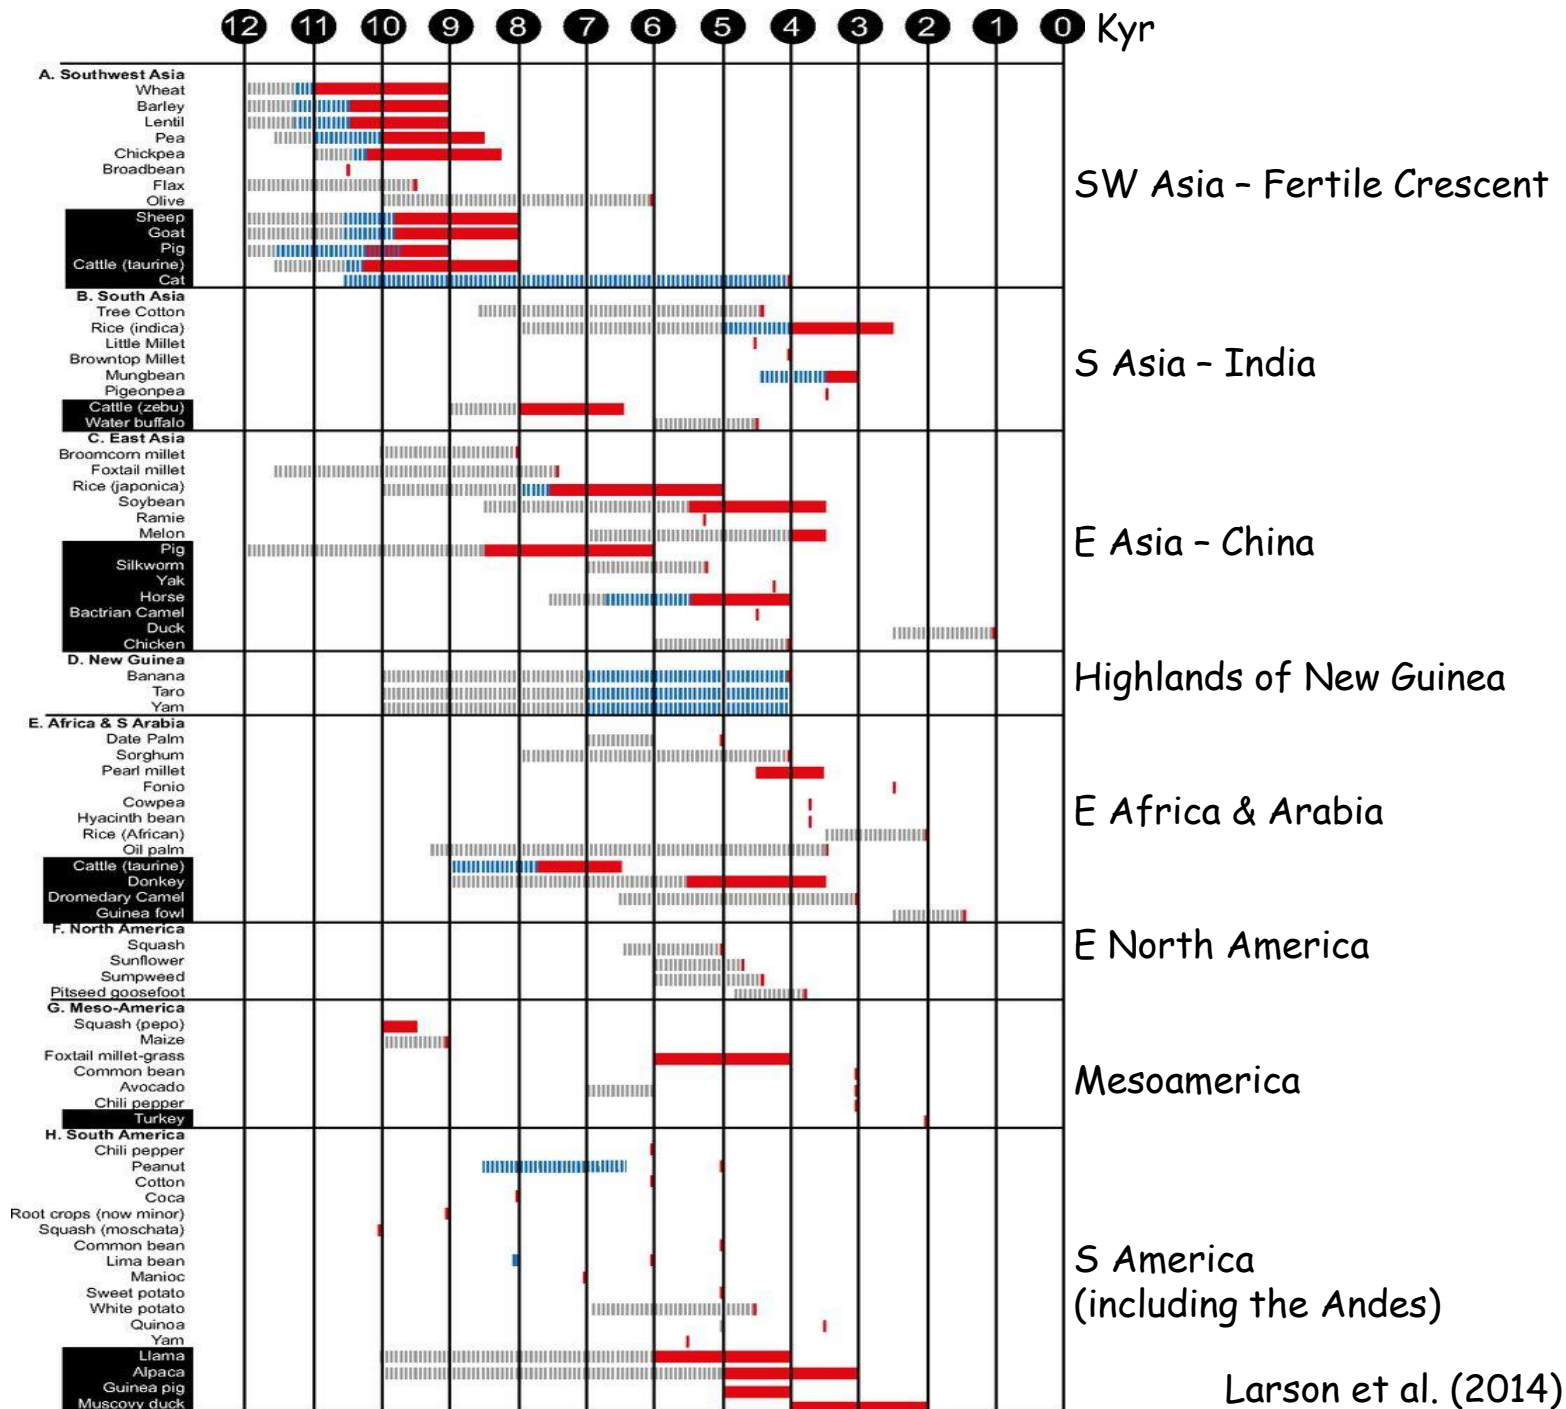 12 11 10 9 8 7 6 5 4 3 2 1 0 Kyr
A. Southwest Asia
Wheat
Barley
Lentil
Pea
Chickpea
Broadbean
Flax
Olive
Sheep
Goat
Pig
Cattle (taurine)
Cat
SW Asia – Fertile Crescent
B. South Asia
Tree Cotton
Rice (indica)
Little Millet
Browntop Millet
Mungbean
Pigeonpea
Cattle (zebu)
Water buffalo
S Asia – India
C. East Asia
Broomcorn millet
Foxtail millet
Rice (japonica)
Soybean
Ramie
Melon
Pig
Silkworm
Yak
Horse
Bactrian Camel
Duck
Chicken
E Asia – China
D. New Guinea
Banana
Taro
Yam
Highlands of New Guinea
E. Africa & S Arabia
Date Palm
Sorghum
Pearl millet
Fonio
Cowpea
Hyacinth bean
Rice (African)
Oil palm
Cattle (taurine)
Donkey
Dromedary Camel
Guinea fowl
E Africa & Arabia
F. North America
Squash
Sunflower
Sumpweed
Pitseed goosefoot
E North America
G. Meso-America
Squash (pepo)
Maize
Foxtail millet-grass
Common bean
Avocado
Chili pepper
Turkey
Mesoamerica
H. South America
Chili pepper
Peanut
Cotton
Coca
Root crops (now minor)
Squash (moschata)
Common bean
Lima bean
Manioc
Sweet potato
White potato
Quinoa
Yam
Llama
Alpaca
Guinea pig
Muscovy duck
S America
(including the Andes)
Larson et al. (2014)